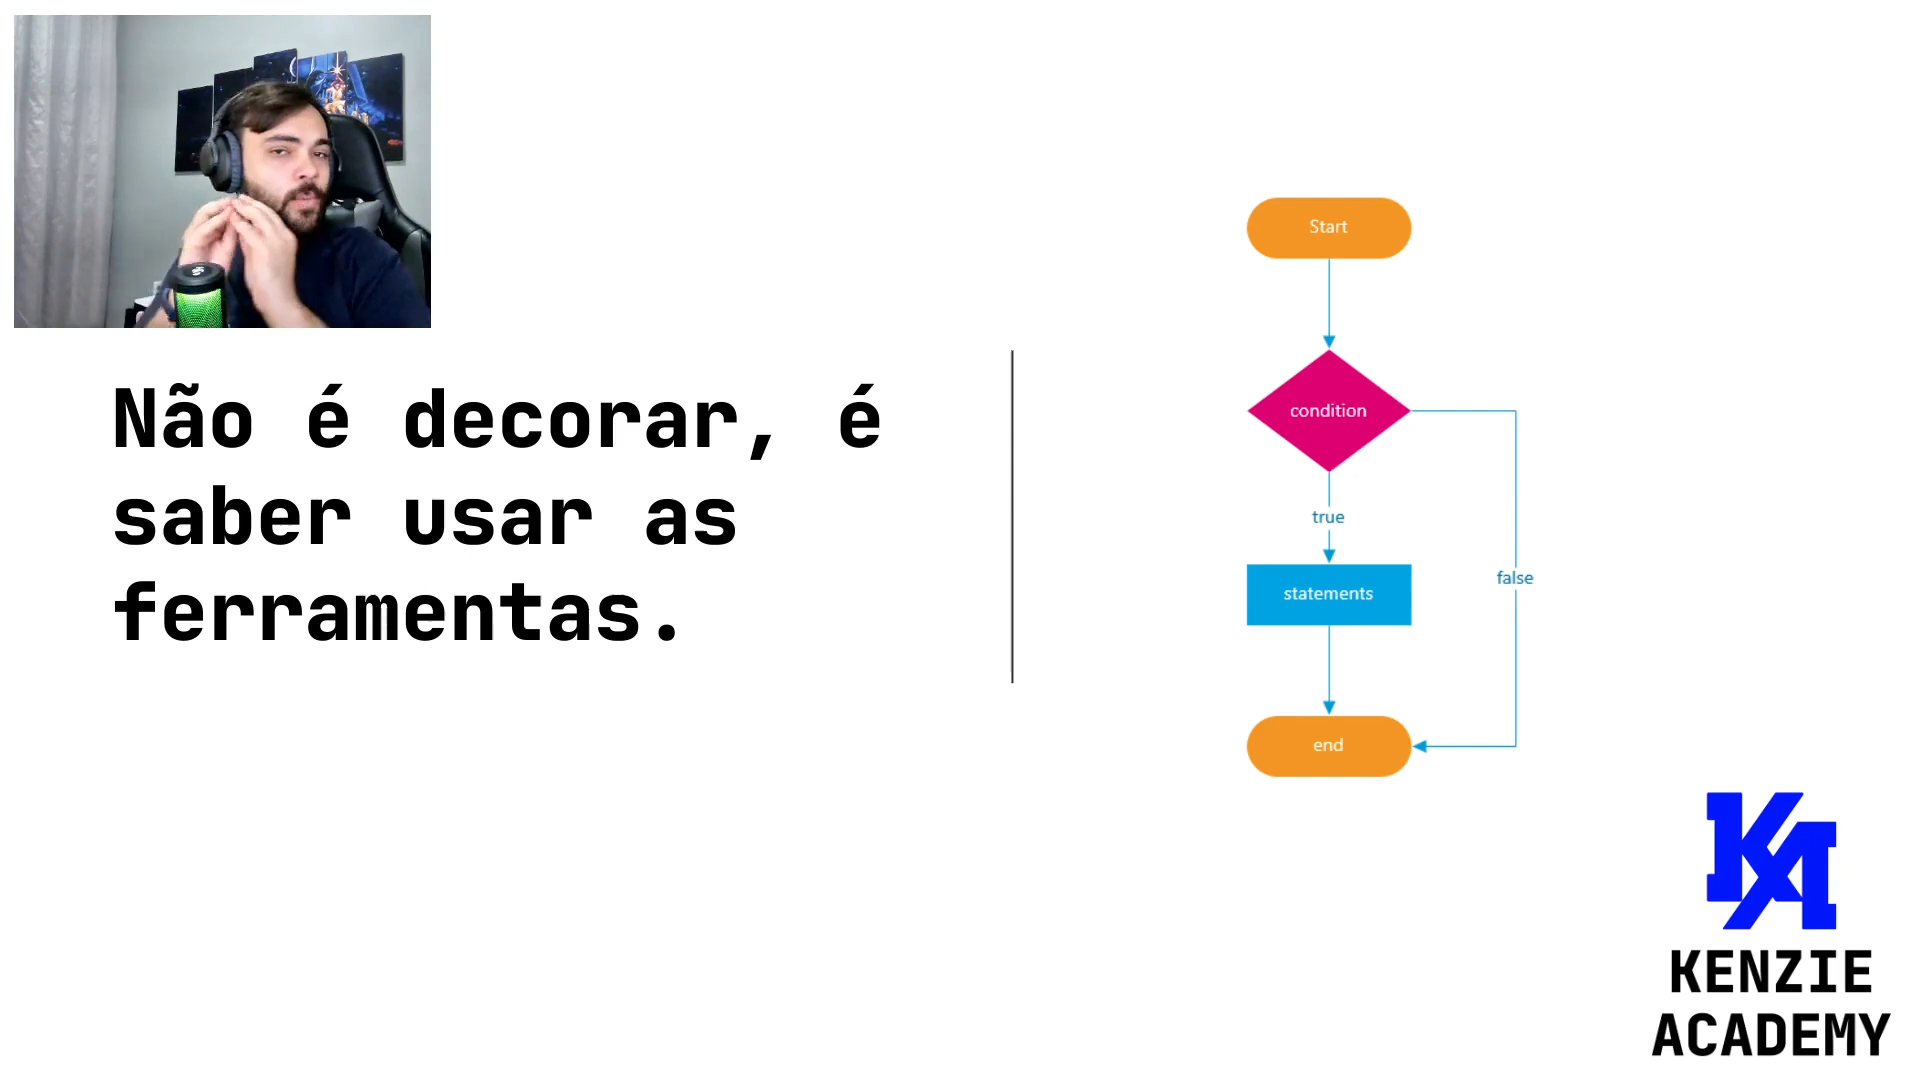 Não é decorar, é
saber usar as
ferramentas.
Start
condition
true
false
statements
end
KENZIE
ACADEMY